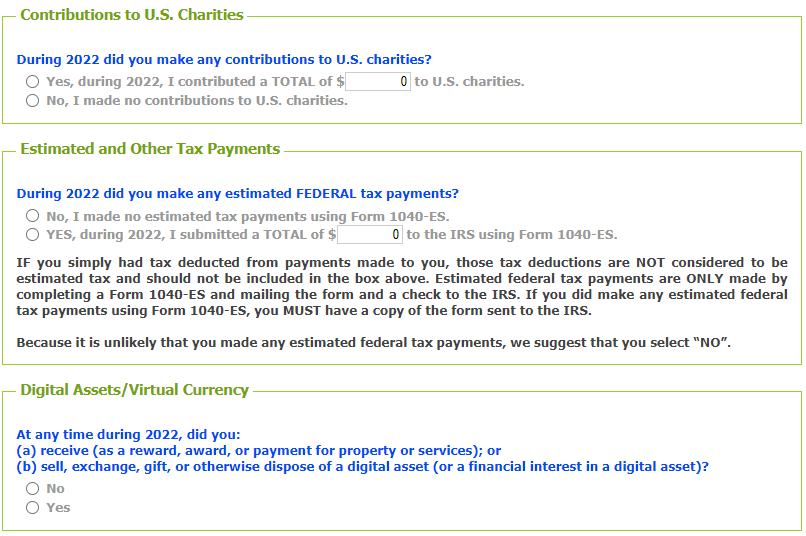 Contributions to U.S. Charities
During 2022 did you make any contributions to U.S. charities?
Yes, during 2022, I contributed a TOTAL of $ 0 to U.S. charities.
No, I made no contributions to U.S. charities.
Estimated and Other Tax Payments
During 2022 did you make any estimated FEDERAL tax payments?
No, I made no estimated tax payments using Form 1040-ES.
YES, during 2022, I submitted a TOTAL of $ 0 to the IRS using Form 1040-ES.
IF you simply had tax deducted from payments made to you, those tax deductions are NOT considered to be
estimated tax and should not be included in the box above. Estimated federal tax payments are ONLY made by
completing a Form 1040-ES and mailing the form and a check to the IRS. If you did make any estimated federal
tax payments using Form 1040-ES, you MUST have a copy of the form sent to the IRS.
Because it is unlikely that you made any estimated federal tax payments, we suggest that you select “NO”.
Digital Assets/Virtual Currency
At any time during 2022, did you:
(a) receive (as a reward, award, or payment for property or services); or
(b) sell, exchange, gift, or otherwise dispose of a digital asset (or a financial interest in a digital asset)?
No
Yes